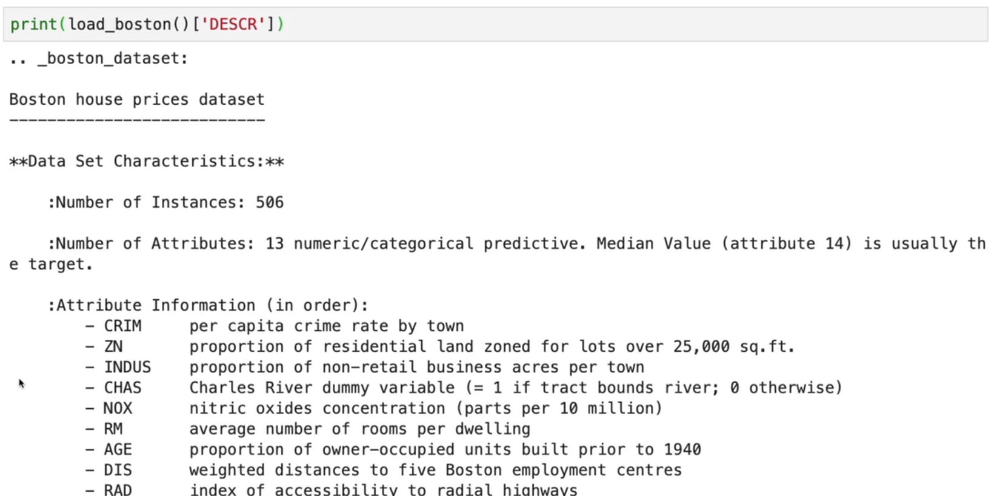 print(load_boston()['DESCR'])
.. _boston_dataset:
Boston house prices dataset
---------------------------
**Data Set Characteristics:**
:Number of Instances: 506
:Number of Attributes: 13 numeric/categorical predictive. Median Value (attribute 14) is usually th
e target.
:Attribute Information (in order):
- CRIM     per capita crime rate by town
- ZN       proportion of residential land zoned for lots over 25,000 sq.ft.
- INDUS    proportion of non-retail business acres per town
- CHAS     Charles River dummy variable (= 1 if tract bounds river; 0 otherwise)
- NOX      nitric oxides concentration (parts per 10 million)
- RM       average number of rooms per dwelling
- AGE      proportion of owner-occupied units built prior to 1940
- DIS      weighted distances to five Boston employment centres
- RAD      index of accessibility to radial highways